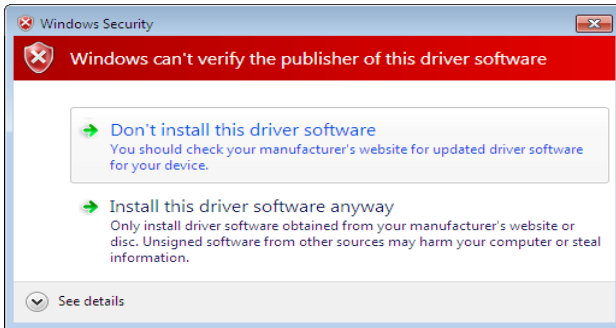 Windows Security
Windows can't verify the publisher of this driver software
Don't install this driver software
You should check your manufacturer's website for updated driver software
for your device.
Install this driver software anyway
Only install driver software obtained from your manufacturer's website or
disc. Unsigned software from other sources may harm your computer or steal
information.
See details